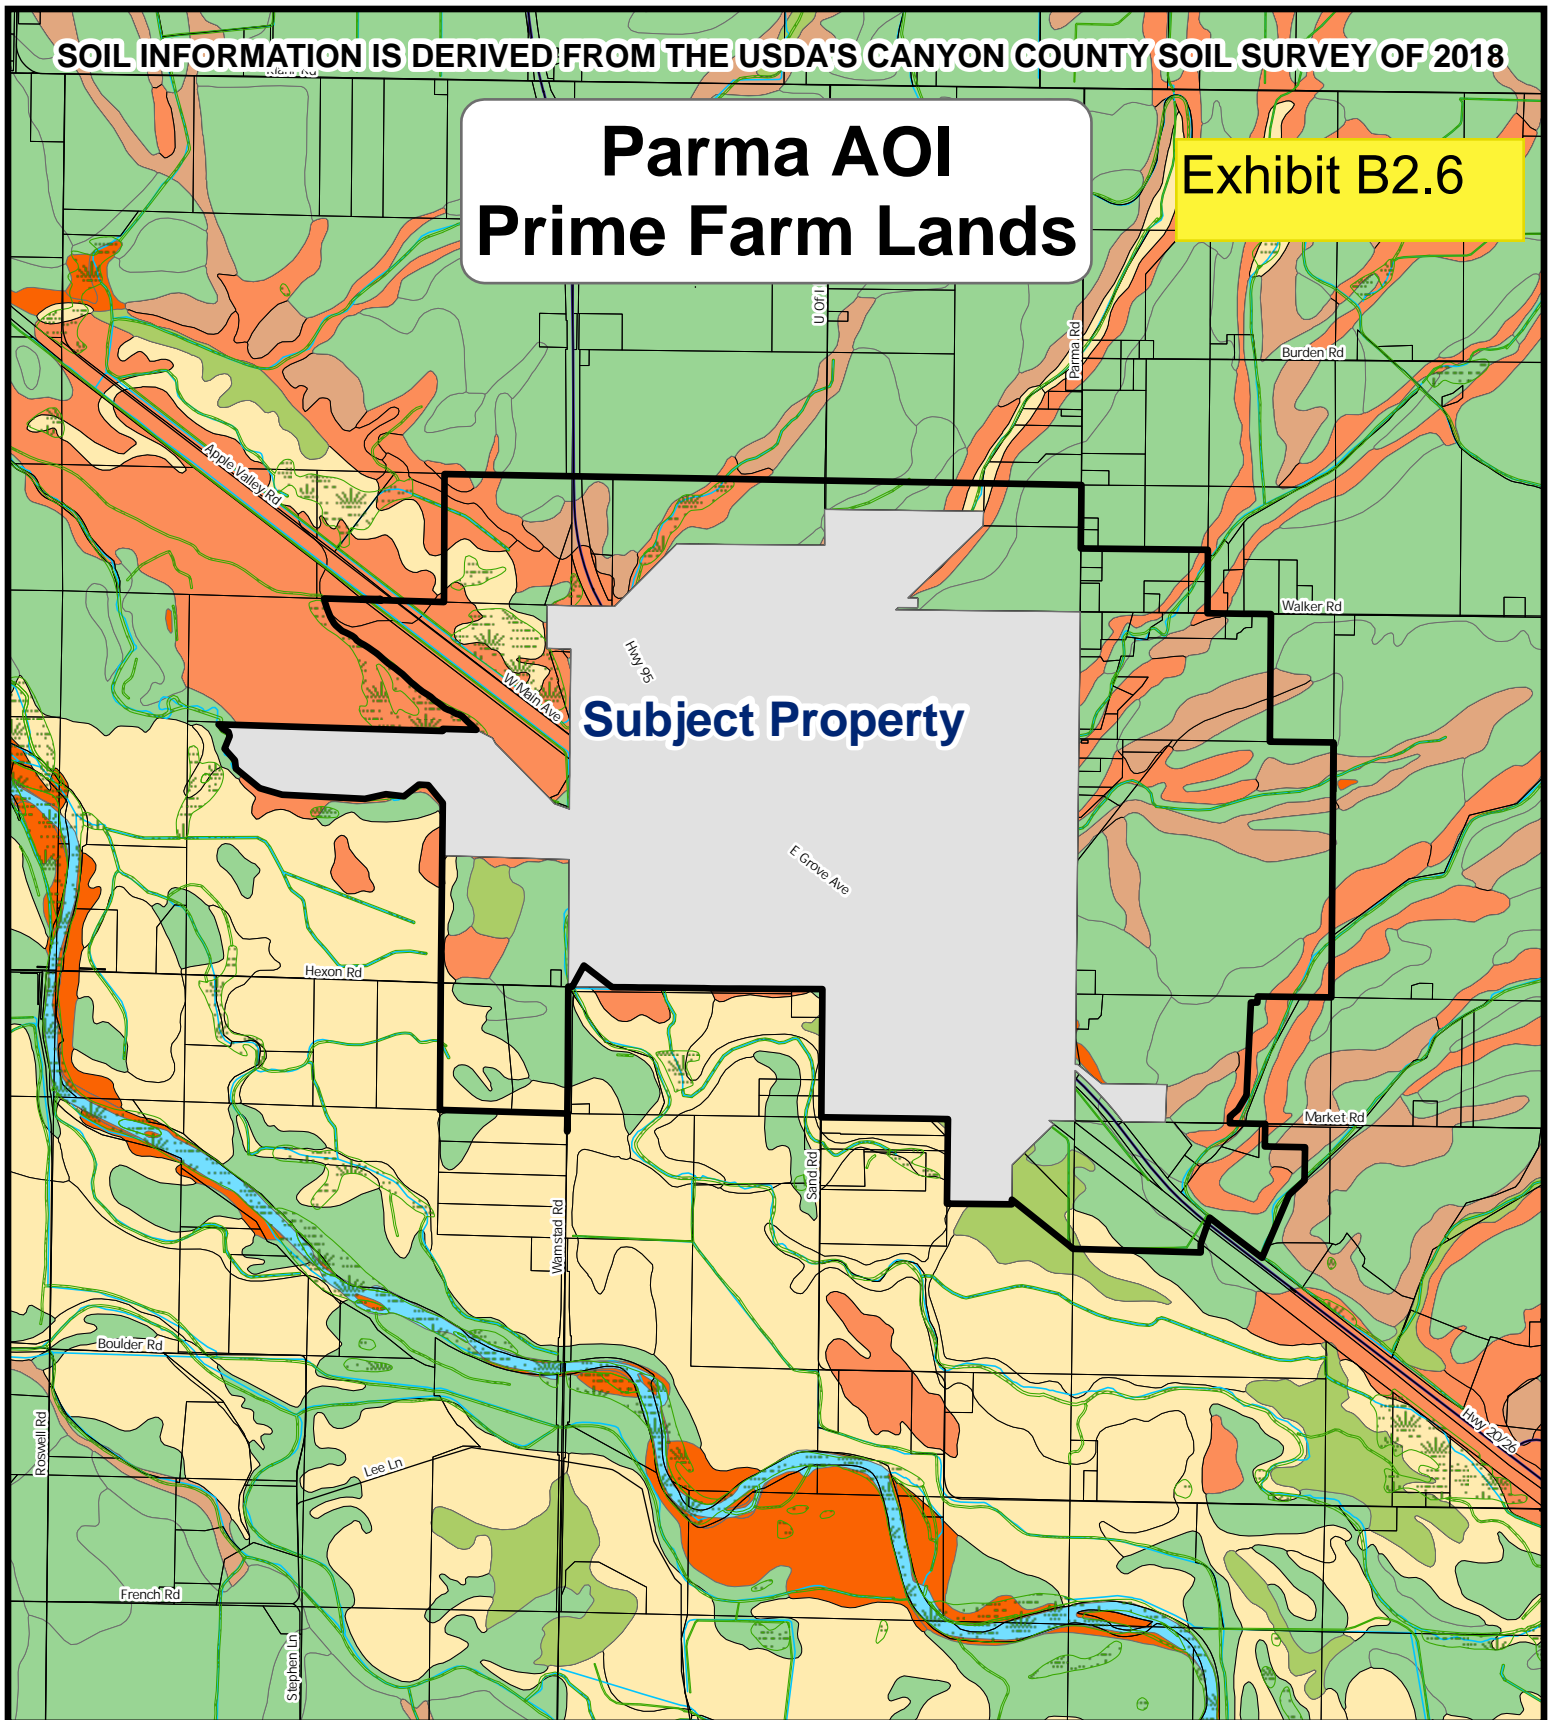 SOIL INFORMATION IS DERIVED FROM THE USDA'S CANYON COUNTY SOIL SURVEY OF 2018
Parma AOI
Prime Farm Lands
Exhibit B2.6
U Of I
Parma Rd
Burden Rd
Apple Valley Rd
Walker Rd
Hwy 95
W Main Ave
Subject Property
E Grove Ave
Hexon Rd
Market Rd
Sand Rd
Wamstad Rd
Boulder Rd
Roswell Rd
Hwy 20/26
Lee Ln
French Rd
Stephen Ln